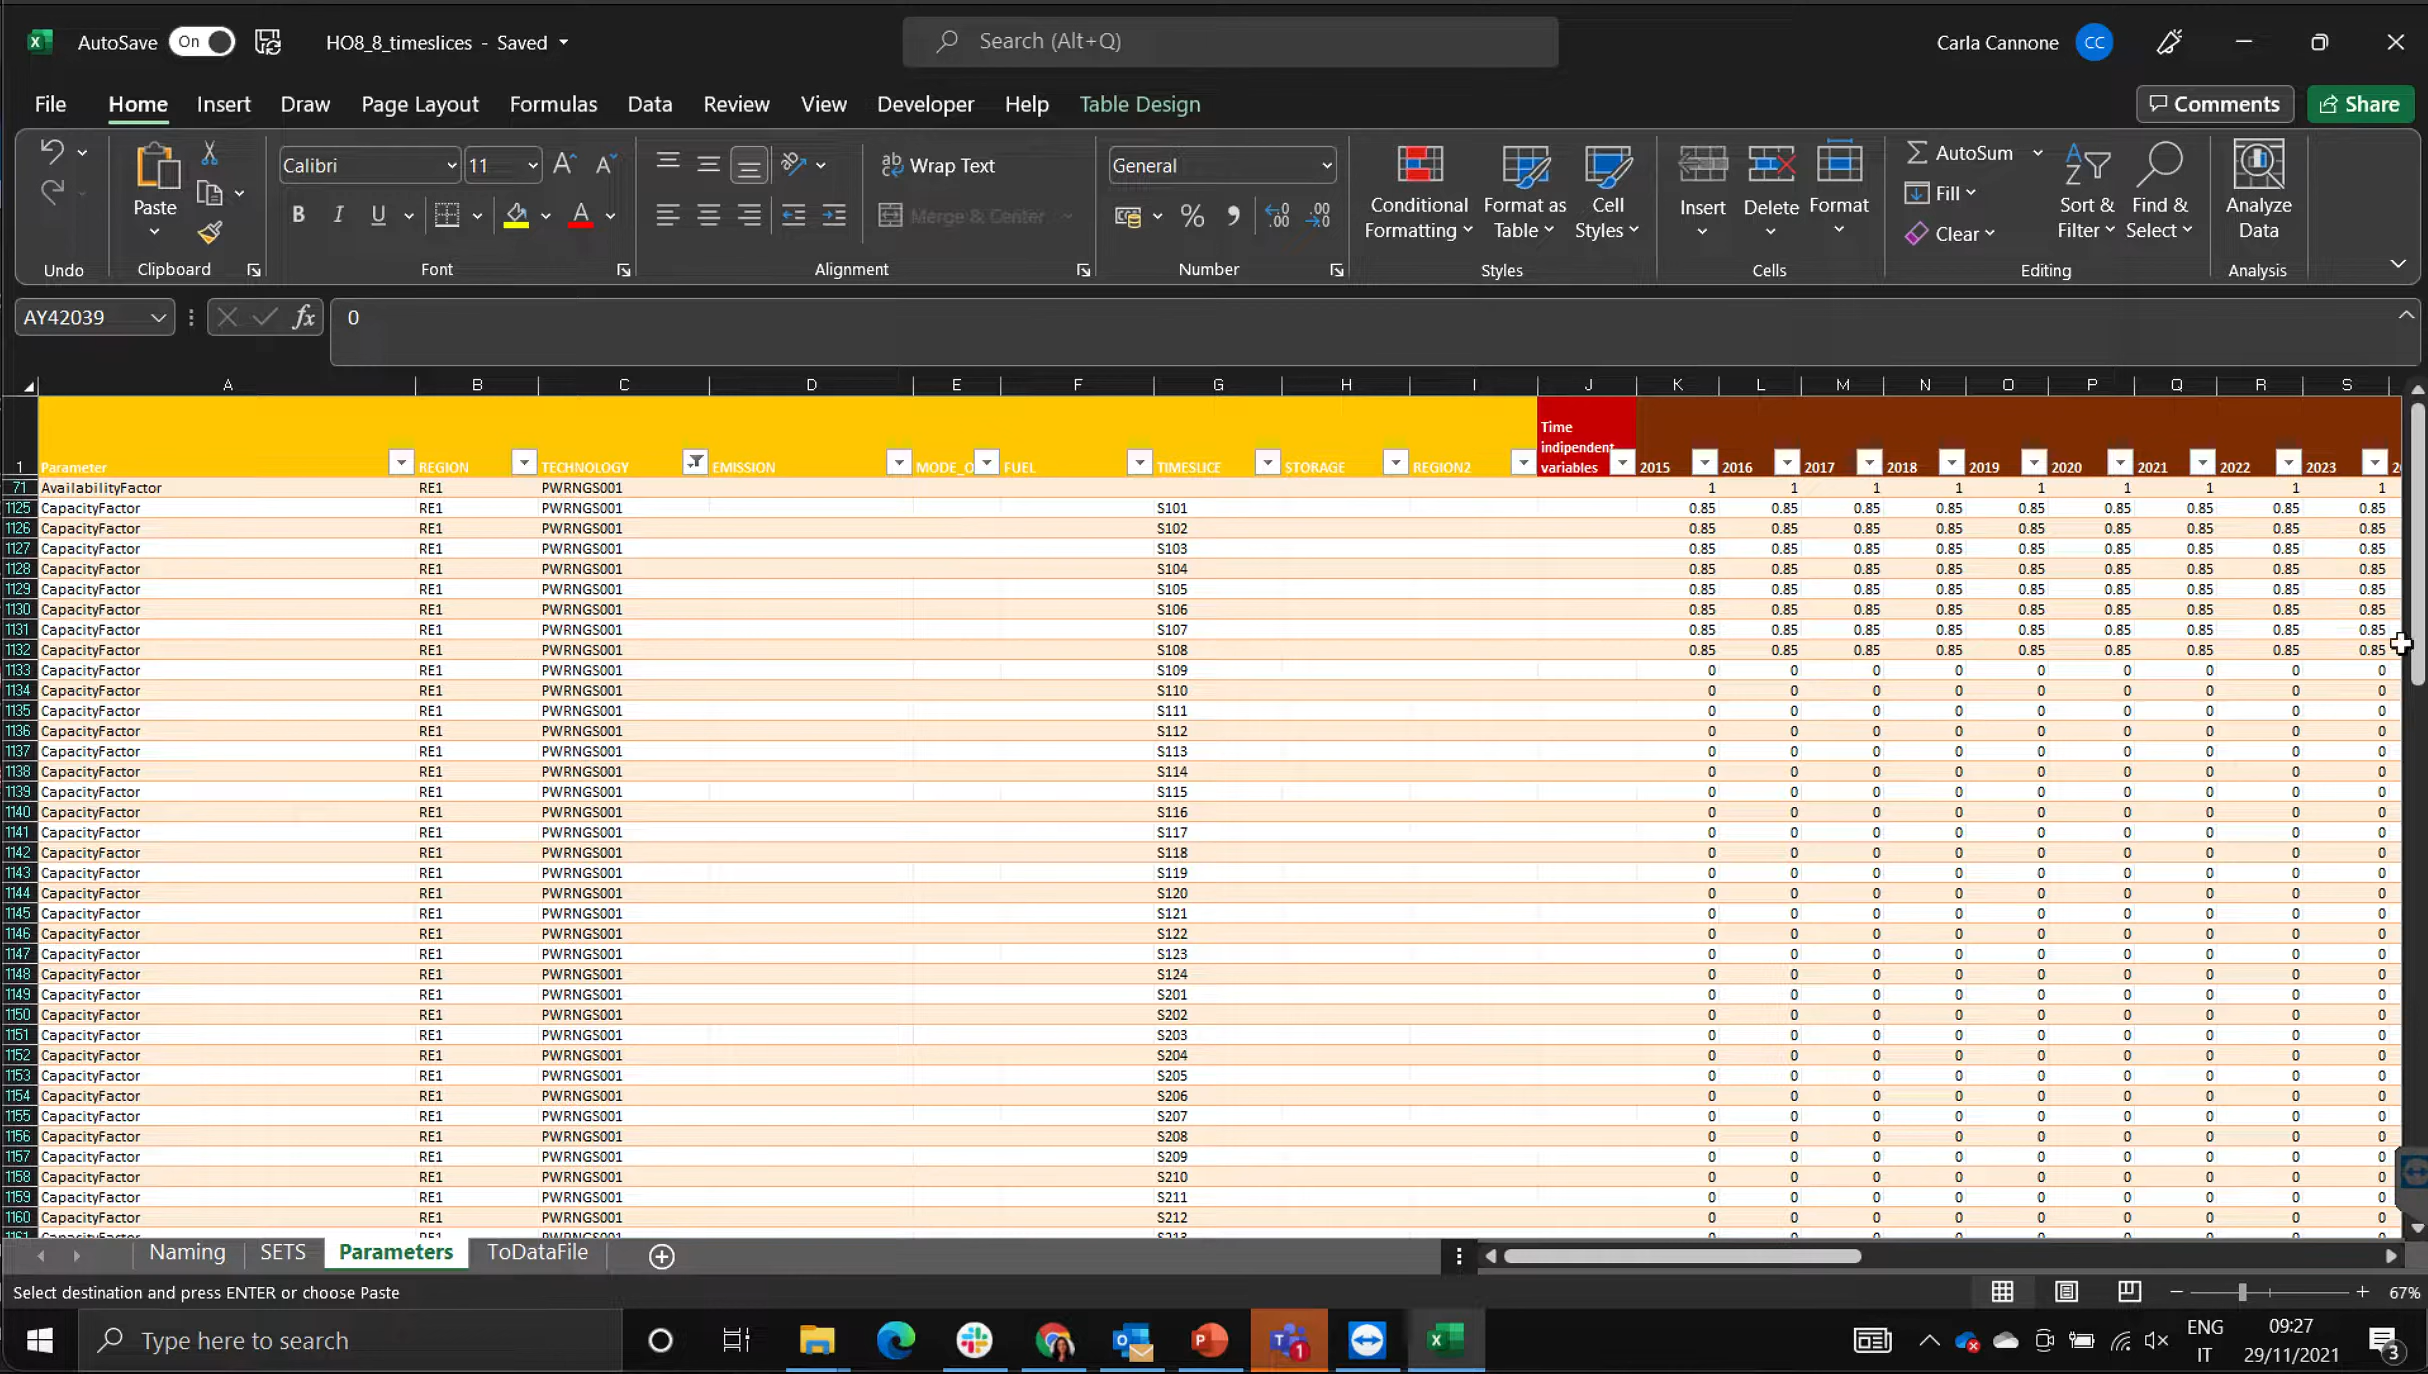 AutoSave On HO8_8_timeslices - Saved Search (Alt+Q) Carla Cannone CC
File Home Insert Draw Page Layout Formulas Data Review View Developer Help Table Design Comments Share
Paste Calibri 11 Wrap Text General Conditional Formatting Format as Table Cell Styles Insert Delete Format AutoSum Fill Clear Sort & Filter Find & Select Analyze Data
B I U Merge & Center %
Undo Clipboard Font Alignment Number Styles Cells Editing Analysis
AY42039 fx 0
A B C D E F G H I J K L M N O P Q R S
1 Parameter REGION TECHNOLOGY EMISSION MODE_O FUEL TIMESLICE STORAGE REGION2 Time indipendent variables 2015 2016 2017 2018 2019 2020 2021 2022 2023
71 AvailabilityFactor RE1 PWRNGS001 1 1 1 1 1 1 1 1 1
1125 CapacityFactor RE1 PWRNGS001 S101 0.85 0.85 0.85 0.85 0.85 0.85 0.85 0.85 0.85
1126 CapacityFactor RE1 PWRNGS001 S102 0.85 0.85 0.85 0.85 0.85 0.85 0.85 0.85 0.85
1127 CapacityFactor RE1 PWRNGS001 S103 0.85 0.85 0.85 0.85 0.85 0.85 0.85 0.85 0.85
1128 CapacityFactor RE1 PWRNGS001 S104 0.85 0.85 0.85 0.85 0.85 0.85 0.85 0.85 0.85
1129 CapacityFactor RE1 PWRNGS001 S105 0.85 0.85 0.85 0.85 0.85 0.85 0.85 0.85 0.85
1130 CapacityFactor RE1 PWRNGS001 S106 0.85 0.85 0.85 0.85 0.85 0.85 0.85 0.85 0.85
1131 CapacityFactor RE1 PWRNGS001 S107 0.85 0.85 0.85 0.85 0.85 0.85 0.85 0.85 0.85
1132 CapacityFactor RE1 PWRNGS001 S108 0.85 0.85 0.85 0.85 0.85 0.85 0.85 0.85 0.85
1133 CapacityFactor RE1 PWRNGS001 S109 0 0 0 0 0 0 0 0 0
1134 CapacityFactor RE1 PWRNGS001 S110 0 0 0 0 0 0 0 0 0
1135 CapacityFactor RE1 PWRNGS001 S111 0 0 0 0 0 0 0 0 0
1136 CapacityFactor RE1 PWRNGS001 S112 0 0 0 0 0 0 0 0 0
1137 CapacityFactor RE1 PWRNGS001 S113 0 0 0 0 0 0 0 0 0
1138 CapacityFactor RE1 PWRNGS001 S114 0 0 0 0 0 0 0 0 0
1139 CapacityFactor RE1 PWRNGS001 S115 0 0 0 0 0 0 0 0 0
1140 CapacityFactor RE1 PWRNGS001 S116 0 0 0 0 0 0 0 0 0
1141 CapacityFactor RE1 PWRNGS001 S117 0 0 0 0 0 0 0 0 0
1142 CapacityFactor RE1 PWRNGS001 S118 0 0 0 0 0 0 0 0 0
1143 CapacityFactor RE1 PWRNGS001 S119 0 0 0 0 0 0 0 0 0
1144 CapacityFactor RE1 PWRNGS001 S120 0 0 0 0 0 0 0 0 0
1145 CapacityFactor RE1 PWRNGS001 S121 0 0 0 0 0 0 0 0 0
1146 CapacityFactor RE1 PWRNGS001 S122 0 0 0 0 0 0 0 0 0
1147 CapacityFactor RE1 PWRNGS001 S123 0 0 0 0 0 0 0 0 0
1148 CapacityFactor RE1 PWRNGS001 S124 0 0 0 0 0 0 0 0 0
1149 CapacityFactor RE1 PWRNGS001 S201 0 0 0 0 0 0 0 0 0
1150 CapacityFactor RE1 PWRNGS001 S202 0 0 0 0 0 0 0 0 0
1151 CapacityFactor RE1 PWRNGS001 S203 0 0 0 0 0 0 0 0 0
1152 CapacityFactor RE1 PWRNGS001 S204 0 0 0 0 0 0 0 0 0
1153 CapacityFactor RE1 PWRNGS001 S205 0 0 0 0 0 0 0 0 0
1154 CapacityFactor RE1 PWRNGS001 S206 0 0 0 0 0 0 0 0 0
1155 CapacityFactor RE1 PWRNGS001 S207 0 0 0 0 0 0 0 0 0
1156 CapacityFactor RE1 PWRNGS001 S208 0 0 0 0 0 0 0 0 0
1157 CapacityFactor RE1 PWRNGS001 S209 0 0 0 0 0 0 0 0 0
1158 CapacityFactor RE1 PWRNGS001 S210 0 0 0 0 0 0 0 0 0
1159 CapacityFactor RE1 PWRNGS001 S211 0 0 0 0 0 0 0 0 0
1160 CapacityFactor RE1 PWRNGS001 S212 0 0 0 0 0 0 0 0 0
Naming SETS Parameters ToDataFile
Select destination and press ENTER or choose Paste 67%
Type here to search ENG IT 09:27 29/11/2021 3